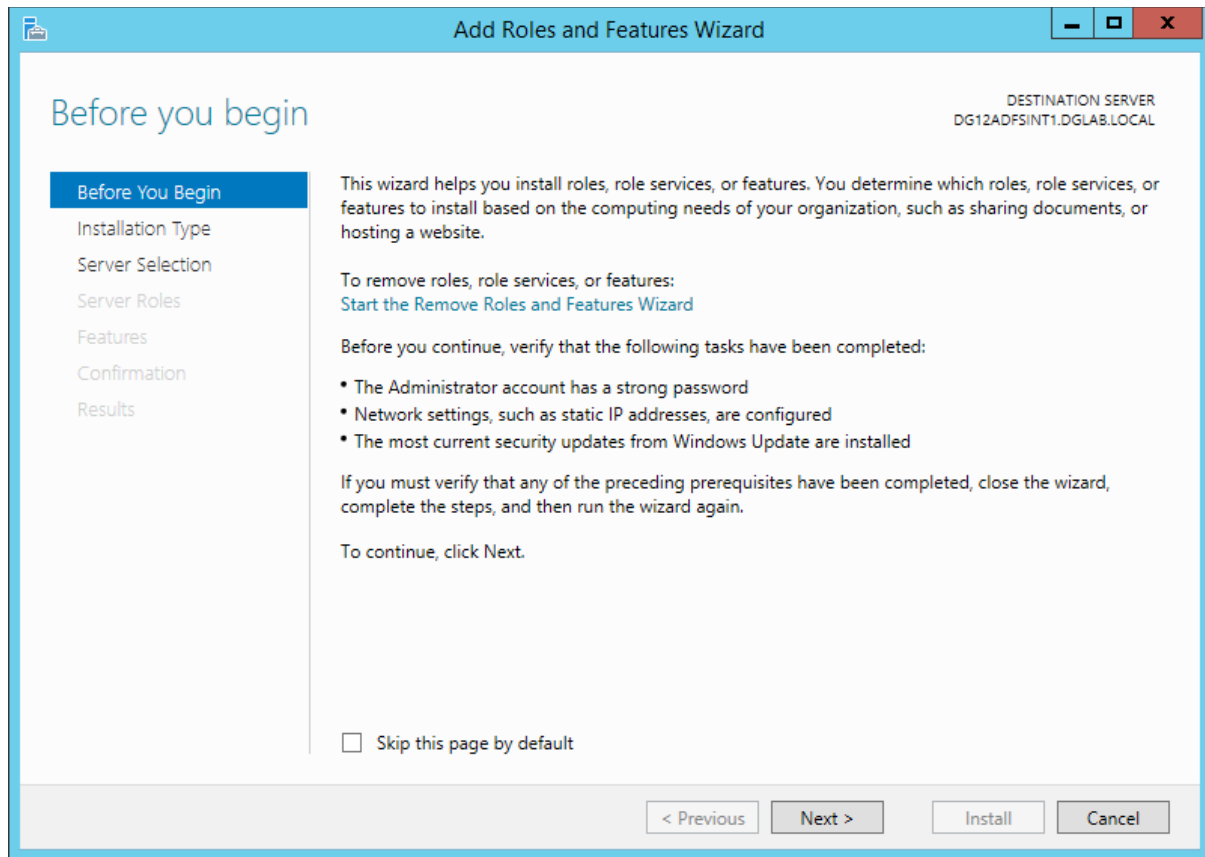 Add Roles and Features Wizard
Before you begin
DESTINATION SERVER
DG12ADFSINT1.DGLAB.LOCAL
Before You Begin
Installation Type
Server Selection
Server Roles
Features
Confirmation
Results
This wizard helps you install roles, role services, or features. You determine which roles, role services, or
features to install based on the computing needs of your organization, such as sharing documents, or
hosting a website.
To remove roles, role services, or features:
Start the Remove Roles and Features Wizard
Before you continue, verify that the following tasks have been completed:
• The Administrator account has a strong password
• Network settings, such as static IP addresses, are configured
• The most current security updates from Windows Update are installed
If you must verify that any of the preceding prerequisites have been completed, close the wizard,
complete the steps, and then run the wizard again.
To continue, click Next.
Skip this page by default
< Previous
Next >
Install
Cancel